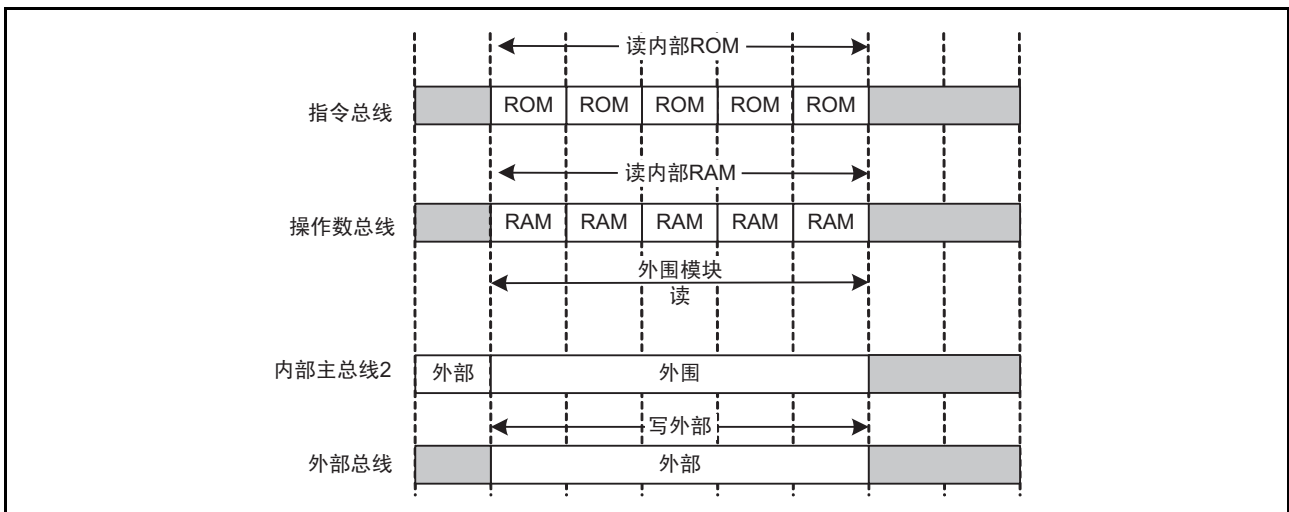 读内部ROM
指令总线 ROM ROM ROM ROM ROM
读内部RAM
操作数总线 RAM RAM RAM RAM RAM
外围模块
读
内部主总线2 外部 外围
写外部
外部总线 外部